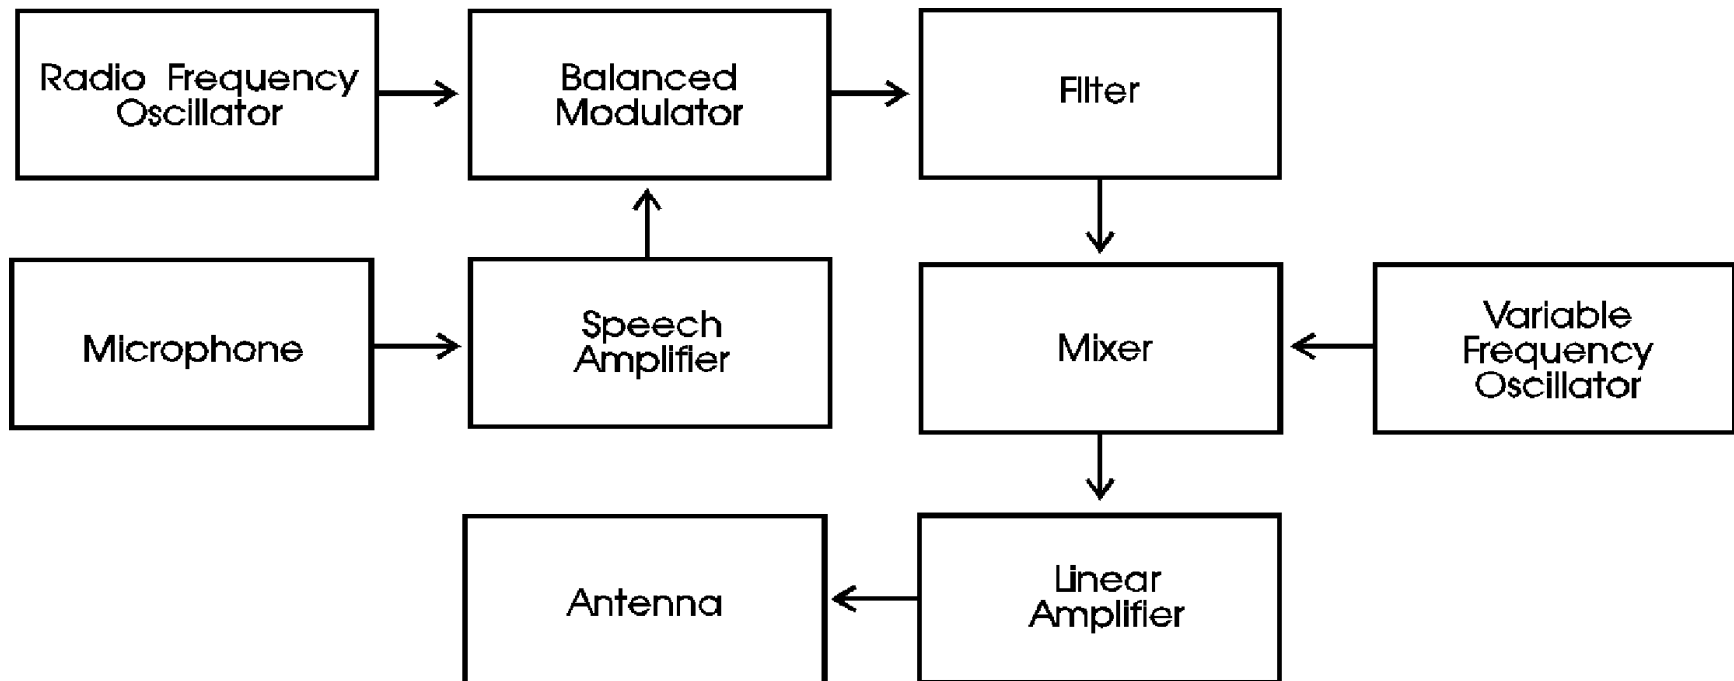 Radio Frequency
Oscillator
Balanced
Modulator
Filter
Microphone
Speech
Amplifier
Mixer
Variable
Frequency
Oscillator
Antenna
Linear
Amplifier